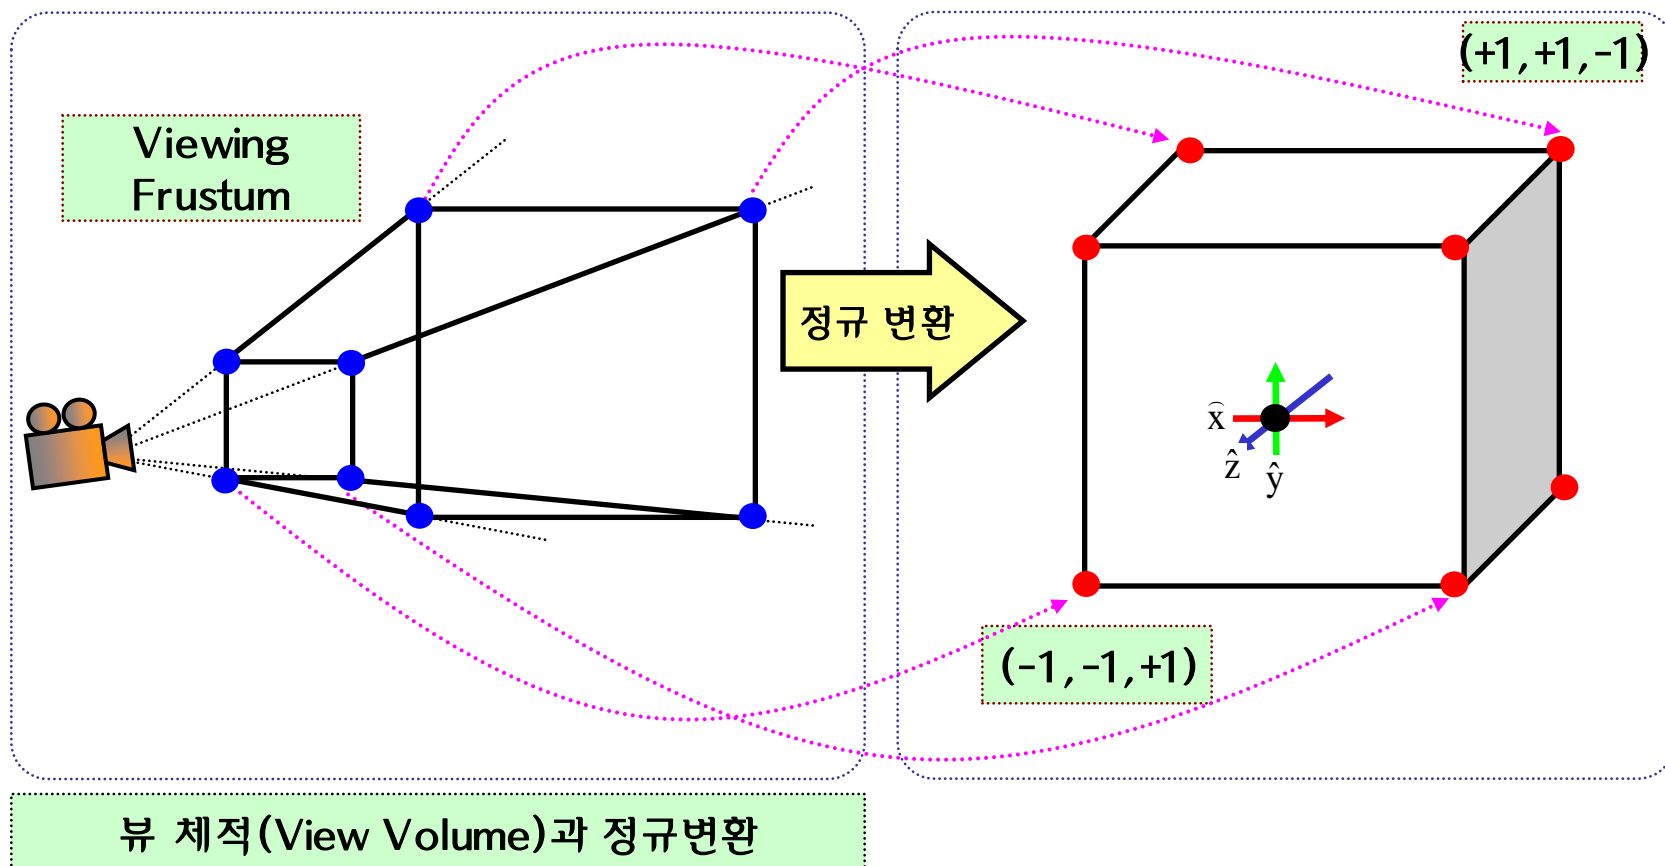 (+1,+1,-1)
Viewing
Frustum
정규 변환
x̂
ẑ
ŷ
(-1,-1,+1)
뷰 체적(View Volume)과 정규변환